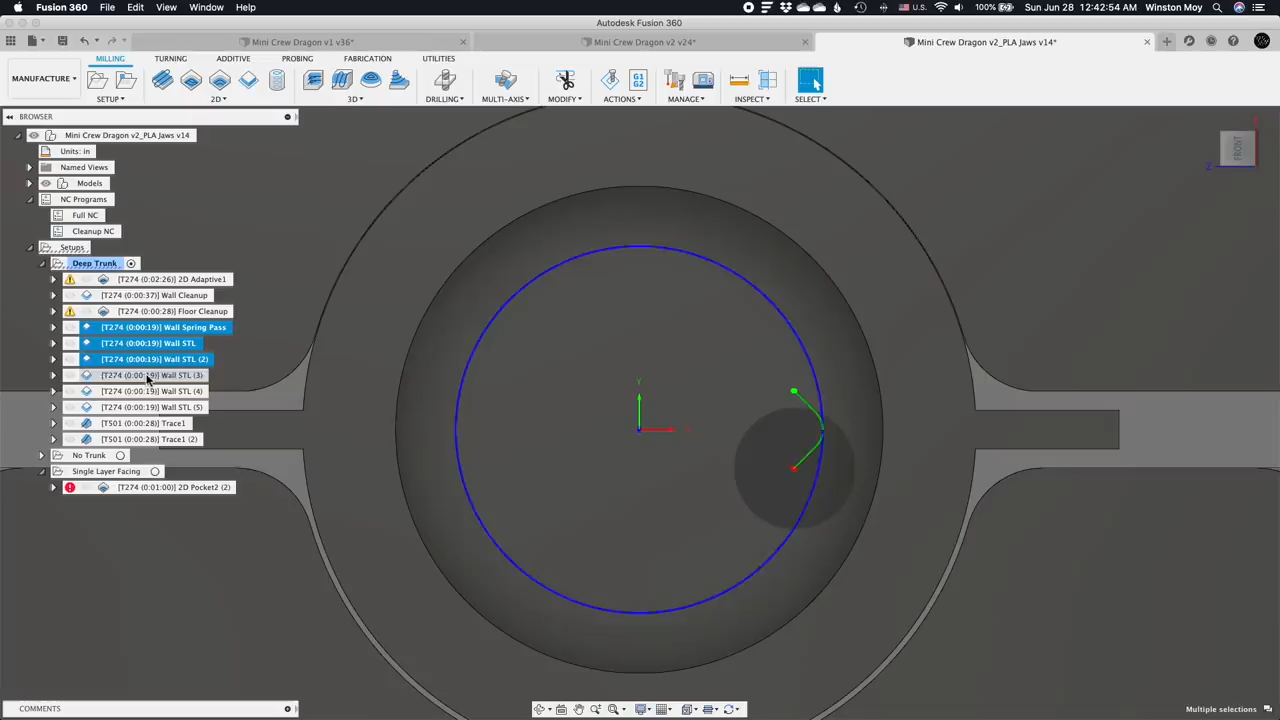 Fusion 360 File Edit View Window Help U.S. 100% Sun Jun 28 12:42:54 AM Winston Moy
Autodesk Fusion 360
Mini Crew Dragon v1 v36* Mini Crew Dragon v2 v24* Mini Crew Dragon v2_PLA Jaws v14*
MILLING TURNING ADDITIVE PROBING FABRICATION UTILITIES
MANUFACTURE
G1
G2
SETUP 2D 3D DRILLING MULTI-AXIS MODIFY ACTIONS MANAGE INSPECT SELECT
BROWSER
Mini Crew Dragon v2_PLA Jaws v14
Units: in
Named Views
Models
NC Programs
Full NC
Cleanup NC
Setups
Deep Trunk
[T274 (0:02:26)] 2D Adaptive1
[T274 (0:00:37)] Wall Cleanup
[T274 (0:00:28)] Floor Cleanup
[T274 (0:00:19)] Wall Spring Pass
[T274 (0:00:19)] Wall STL
[T274 (0:00:19)] Wall STL (2)
[T274 (0:00:19)] Wall STL (3)
[T274 (0:00:19)] Wall STL (4)
[T274 (0:00:19)] Wall STL (5)
[T501 (0:00:28)] Trace1
[T501 (0:00:28)] Trace1 (2)
No Trunk
Single Layer Facing
[T274 (0:01:00)] 2D Pocket2 (2)
FRONT
Z
Y
COMMENTS
Multiple selections